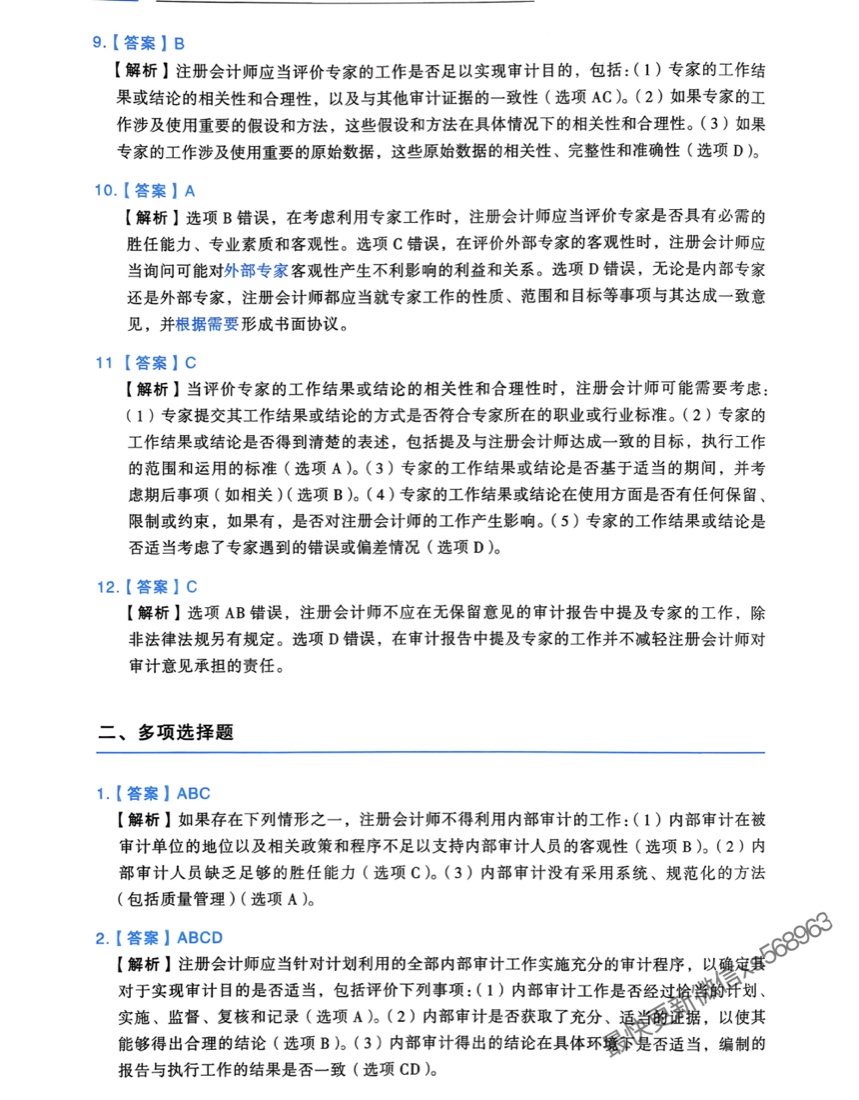 9.【答案】B
【解析】注册会计师应当评价专家的工作是否足以实现审计目的，包括：（1）专家的工作结
果或结论的相关性和合理性，以及与其他审计证据的一致性（选项 AC）。（2）如果专家的工
作涉及使用重要的假设和方法，这些假设和方法在具体情况下的相关性和合理性。（3）如果
专家的工作涉及使用重要的原始数据，这些原始数据的相关性、完整性和准确性（选项 D）。
10.【答案】A
【解析】选项 B 错误，在考虑利用专家工作时，注册会计师应当评价专家是否具有必需的
胜任能力、专业素质和客观性。选项 C 错误，在评价外部专家的客观性时，注册会计师应
当询问可能对外部专家客观性产生不利影响的利益和关系。选项 D 错误，无论是内部专家
还是外部专家，注册会计师都应当就专家工作的性质、范围和目标等事项与其达成一致意
见，并根据需要形成书面协议。
11【答案】C
【解析】当评价专家的工作结果或结论的相关性和合理性时，注册会计师可能需要考虑：
（1）专家提交其工作结果或结论的方式是否符合专家所在的职业或行业标准。（2）专家的
工作结果或结论是否得到清楚的表述，包括提及与注册会计师达成一致的目标，执行工作
的范围和运用的标准（选项 A）。（3）专家的工作结果或结论是否基于适当的期间，并考
虑期后事项（如相关）（选项 B）。（4）专家的工作结果或结论在使用方面是否有任何保留、
限制或约束，如果有，是否对注册会计师的工作产生影响。（5）专家的工作结果或结论是
否适当考虑了专家遇到的错误或偏差情况（选项 D）。
12.【答案】C
【解析】选项 AB 错误，注册会计师不应在无保留意见的审计报告中提及专家的工作，除
非法律法规另有规定。选项 D 错误，在审计报告中提及专家的工作并不减轻注册会计师对
审计意见承担的责任。
二、多项选择题
1.【答案】ABC
【解析】如果存在下列情形之一，注册会计师不得利用内部审计的工作：（1）内部审计在被
审计单位的地位以及相关政策和程序不足以支持内部审计人员的客观性（选项 B）。（2）内
部审计人员缺乏足够的胜任能力（选项 C）。（3）内部审计没有采用系统、规范化的方法
（包括质量管理）（选项 A）。
2.【答案】ABCD
【解析】注册会计师应当针对计划利用的全部内部审计工作实施充分的审计程序，以确定其
对于实现审计目的是否适当，包括评价下列事项：（1）内部审计工作是否经过恰当的计划、
实施、监督、复核和记录（选项 A）。（2）内部审计是否获取了充分、适当的证据，以使其
能够得出合理的结论（选项 B）。（3）内部审计得出的结论在具体环境下是否适当，编制的
报告与执行工作的结果是否一致（选项 CD）。
最快更新微信
568963